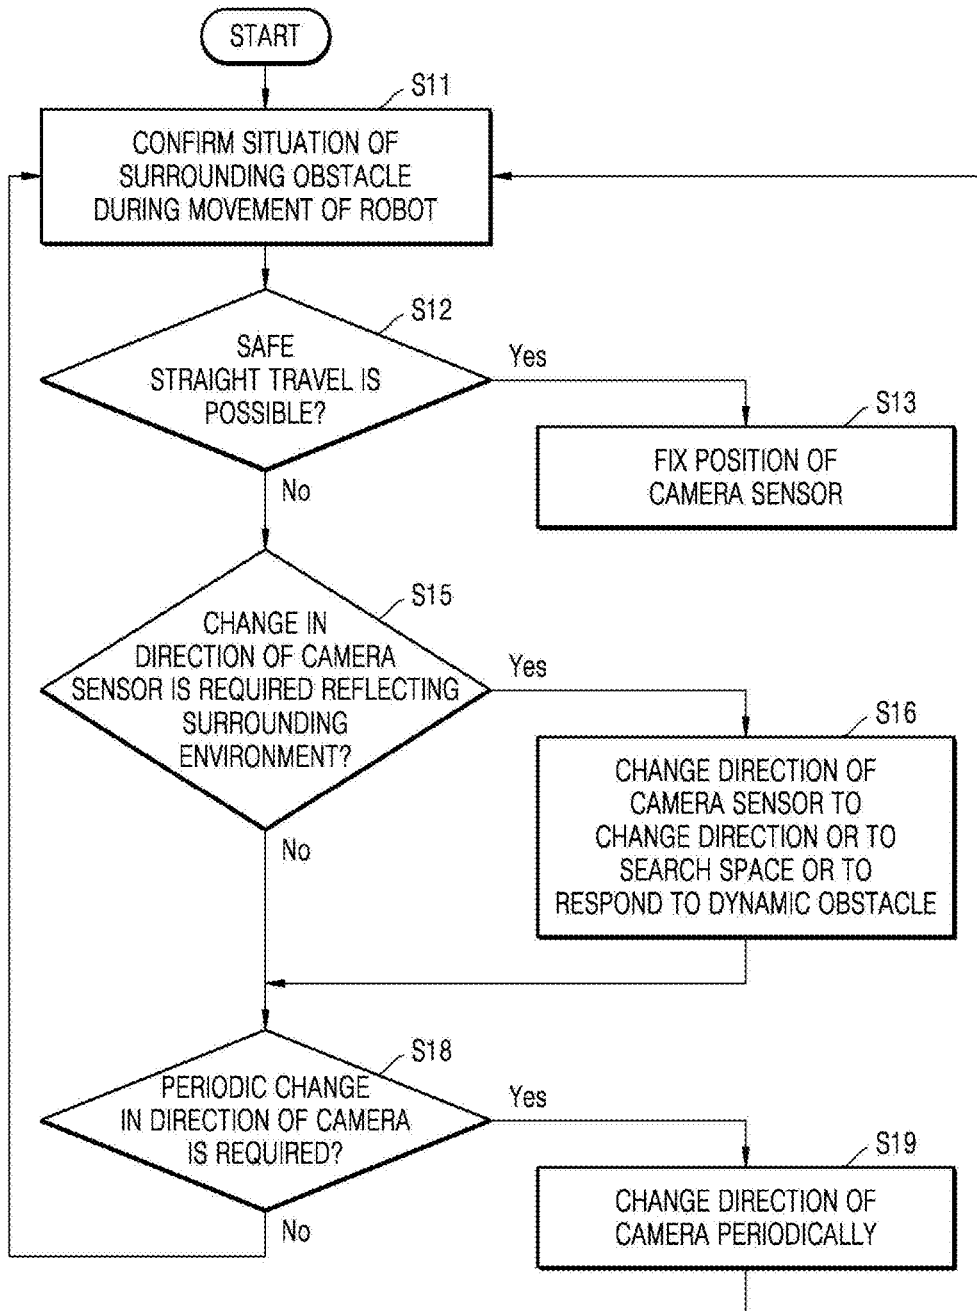 START
S11
CONFIRM SITUATION OF
SURROUNDING OBSTACLE
DURING MOVEMENT OF ROBOT
S12
SAFE
STRAIGHT TRAVEL IS
POSSIBLE?
Yes
S13
FIX POSITION OF
CAMERA SENSOR
No
S15
CHANGE IN
DIRECTION OF CAMERA
SENSOR IS REQUIRED REFLECTING
SURROUNDING
ENVIRONMENT?
Yes
S16
CHANGE DIRECTION OF
CAMERA SENSOR TO
CHANGE DIRECTION OR TO
SEARCH SPACE OR TO
RESPOND TO DYNAMIC OBSTACLE
No
S18
PERIODIC CHANGE
IN DIRECTION OF CAMERA
IS REQUIRED?
Yes
S19
CHANGE DIRECTION OF
CAMERA PERIODICALLY
No